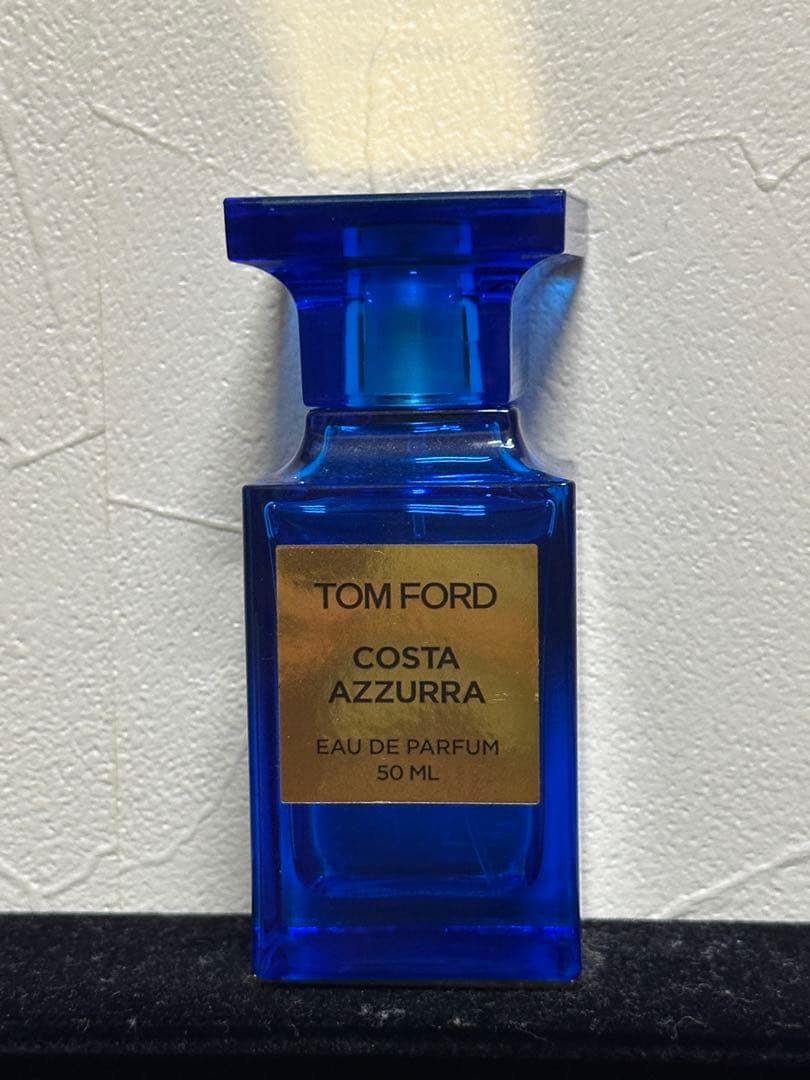 TOM FORD
COSTA
AZZURRA
EAU DE PARFUM
50 ML